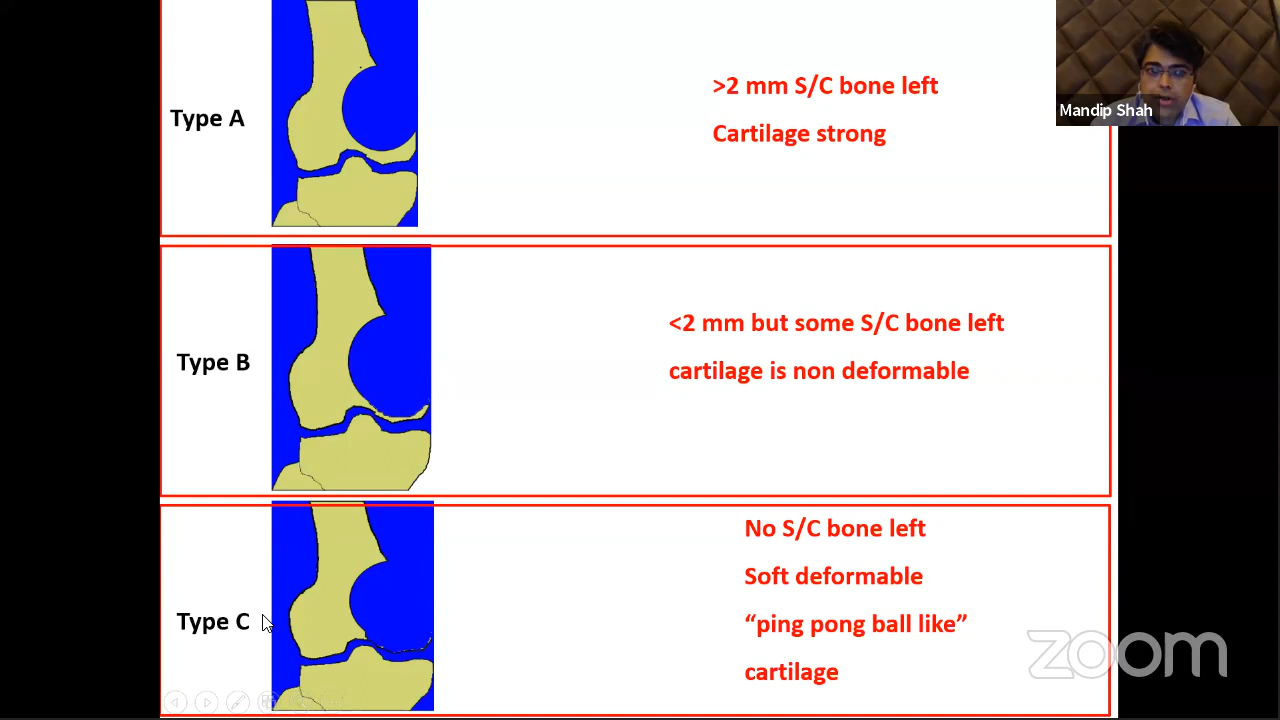 Mandip Shah
Type A
>2 mm S/C bone left
Cartilage strong
Type B
<2 mm but some S/C bone left
cartilage is non deformable
Type C
No S/C bone left
Soft deformable
“ping pong ball like”
cartilage
zoom